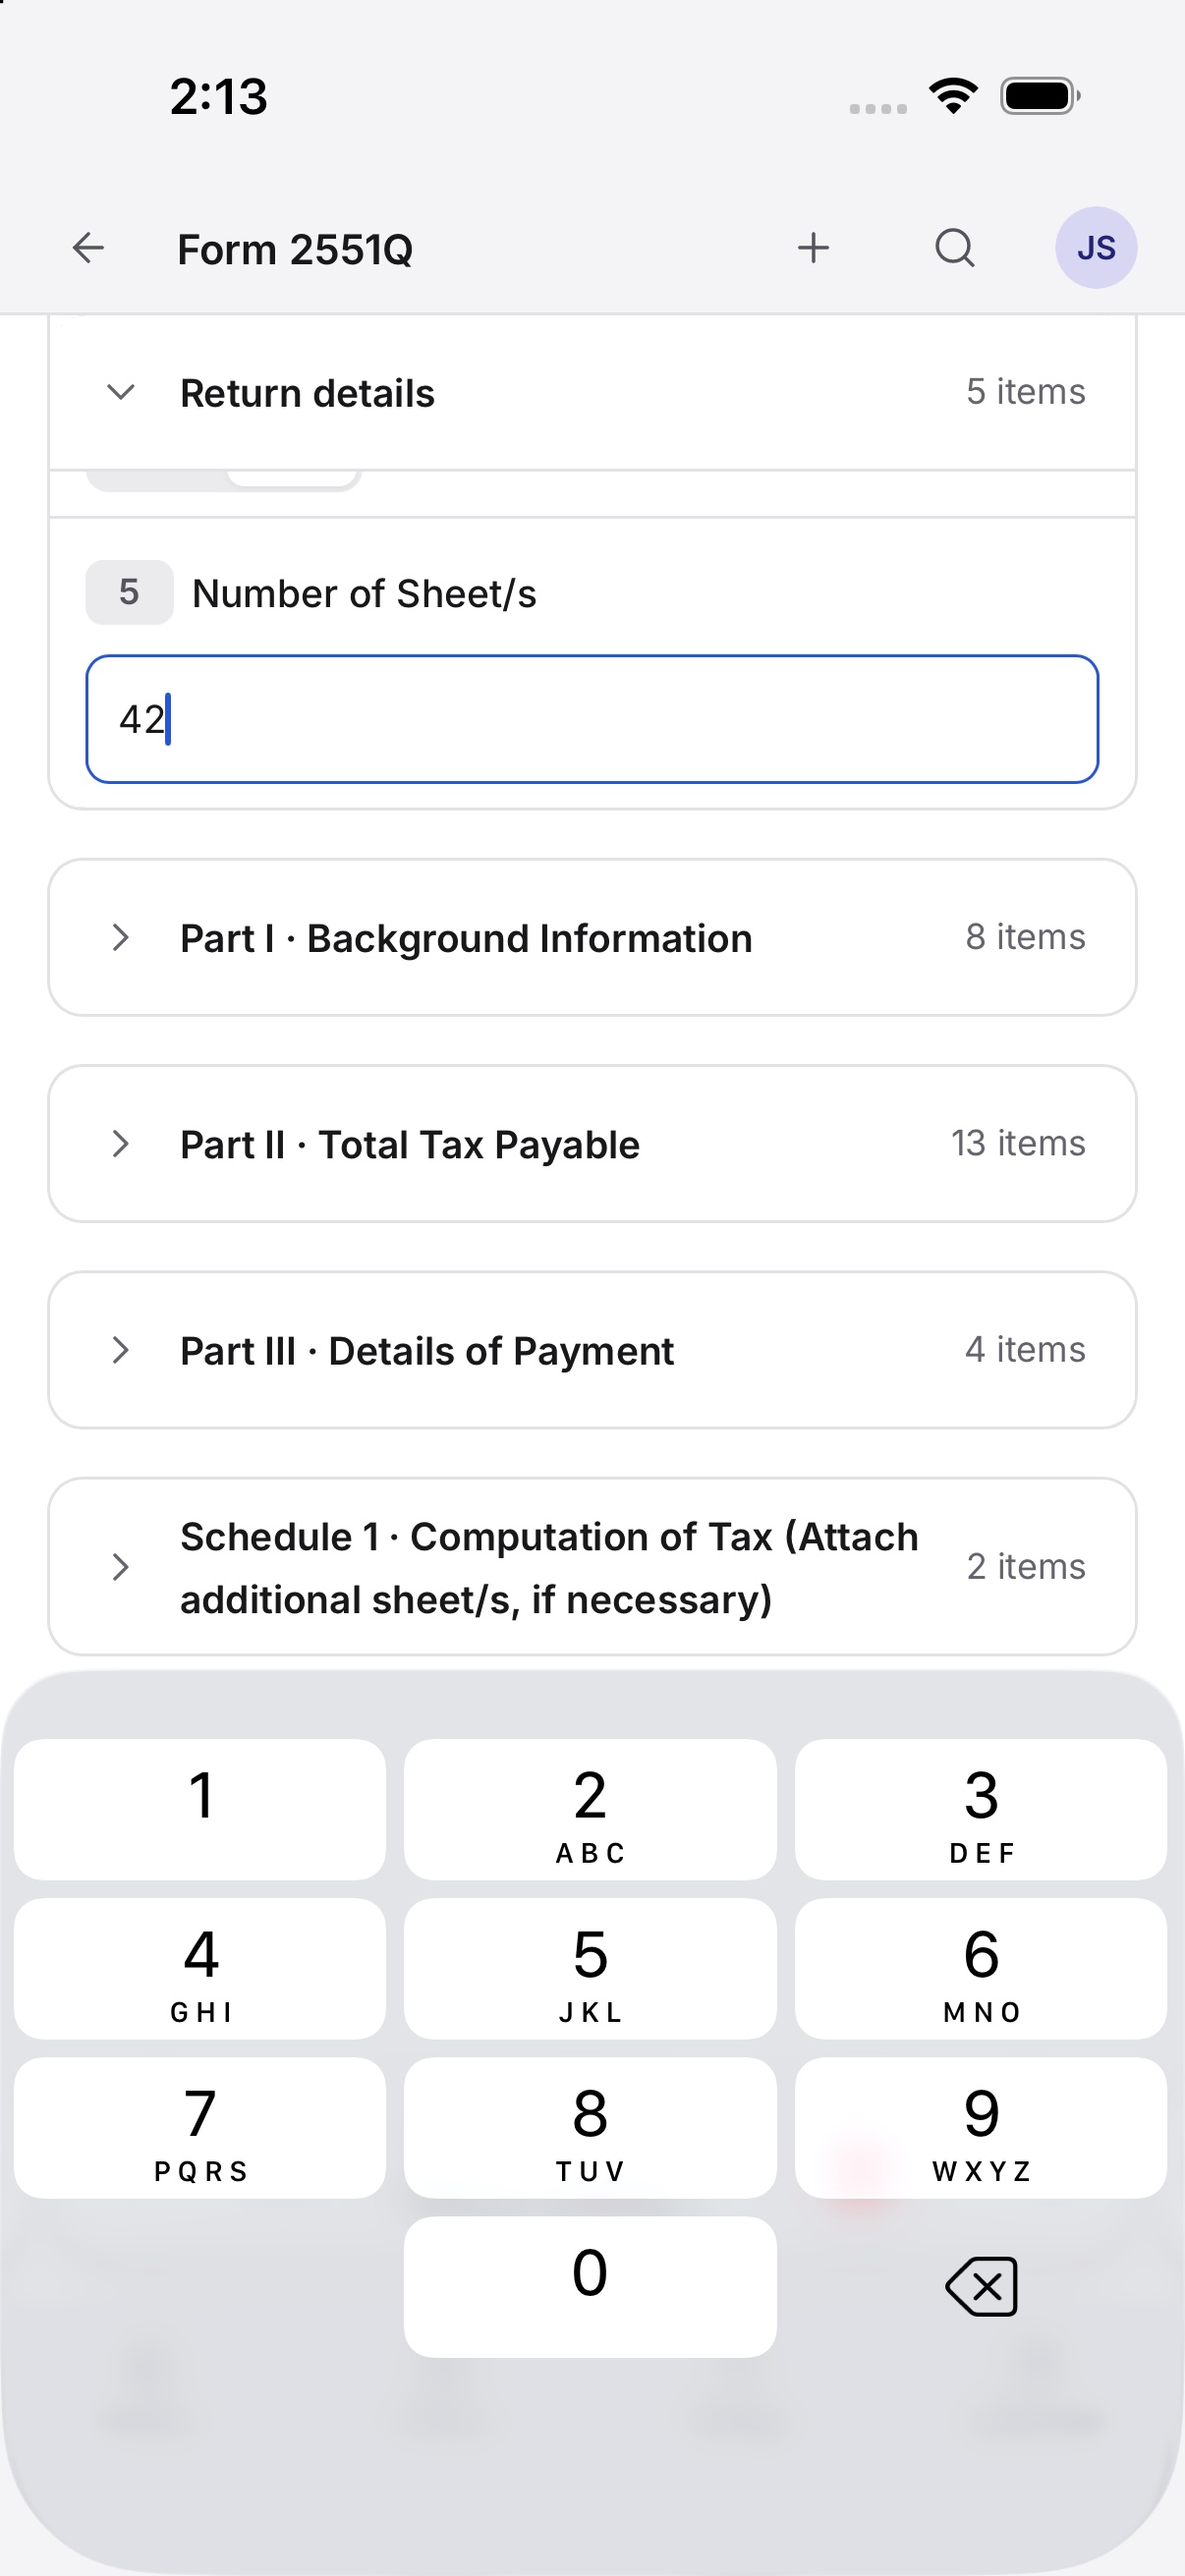 2:13
Form 2551Q
JS
Return details
5 items
5 Number of Sheet/s
42
Part I · Background Information
8 items
Part II · Total Tax Payable
13 items
Part III · Details of Payment
4 items
Schedule 1 · Computation of Tax (Attach
additional sheet/s, if necessary)
2 items
1
2
ABC
3
DEF
4
GHI
5
JKL
6
MNO
7
PQRS
8
TUV
9
WXYZ
0